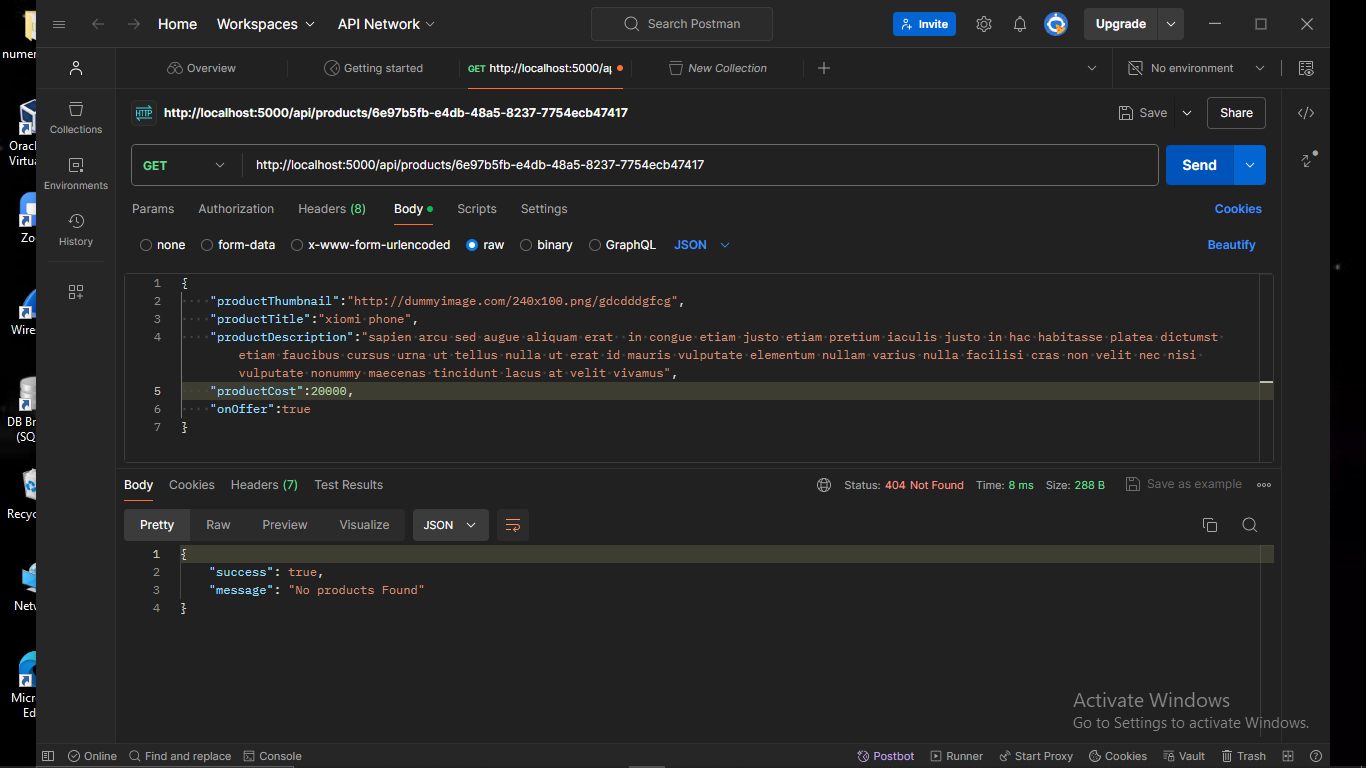 numer
Orac
Virtua
Zo
Wire
DB Br
(SQ
Recyc
Netw
Micr
Ed
Home
Workspaces
API Network
Search Postman
Invite
Upgrade
Overview
Getting started
GET http://localhost:5000/a
New Collection
No environment
Collections
Environments
History
HTTP http://localhost:5000/api/products/6e97b5fb-e4db-48a5-8237-7754ecb47417
Save
Share
GET
http://localhost:5000/api/products/6e97b5fb-e4db-48a5-8237-7754ecb47417
Send
Params
Authorization
Headers (8)
Body
Scripts
Settings
Cookies
none
form-data
x-www-form-urlencoded
raw
binary
GraphQL
JSON
Beautify
1 {
2 "productThumbnail":"http://dummyimage.com/240x100.png/gdcdddgfcg",
3 "productTitle":"xiomi phone",
4 "productDescription":"sapien arcu sed augue aliquam erat  in congue etiam justo etiam pretium iaculis justo in hac habitasse platea dictumst
etiam faucibus cursus urna ut tellus nulla ut erat id mauris vulputate elementum nullam varius nulla facilisi cras non velit nec nisi
vulputate nonummy maecenas tincidunt lacus at velit vivamus",
5 "productCost":20000,
6 "onOffer":true
7 }
Body
Cookies
Headers (7)
Test Results
Status: 404 Not Found
Time: 8 ms
Size: 288 B
Save as example
Pretty
Raw
Preview
Visualize
JSON
1 {
2 "success": true,
3 "message": "No products Found"
4 }
Activate Windows
Go to Settings to activate Windows.
Online
Find and replace
Console
Postbot
Runner
Start Proxy
Cookies
Vault
Trash